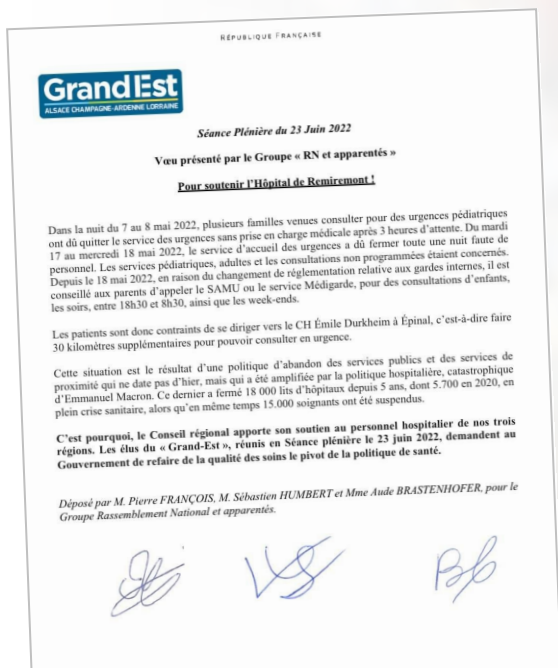 RÉPUBLIQUE FRANÇAISE
GrandEst
ALSACE CHAMPAGNE-ARDENNE LORRAINE
Séance Plénière du 23 Juin 2022
Vœu présenté par le Groupe « RN et apparentés »
Pour soutenir l'Hôpital de Remiremont !
Dans la nuit du 7 au 8 mai 2022, plusieurs familles venues consulter pour des urgences pédiatriques
ont dû quitter le service des urgences sans prise en charge médicale après 3 heures d'attente. Du mardi
17 au mercredi 18 mai 2022, le service d'accueil des urgences a dû fermer toute une nuit faute de
personnel. Les services pédiatriques, adultes et les consultations non programmées étaient concernés.
Depuis le 18 mai 2022, en raison du changement de réglementation relative aux gardes internes, il est
conseillé aux parents d'appeler le SAMU ou le service Médigarde, pour des consultations d'enfants,
les soirs, entre 18h30 et 8h30, ainsi que les week-ends.
Les patients sont donc contraints de se diriger vers le CH Émile Durkheim à Épinal, c'est-à-dire faire
30 kilomètres supplémentaires pour pouvoir consulter en urgence.
Cette situation est le résultat d'une politique d'abandon des services publics et des services de
proximité qui ne date pas d'hier, mais qui a été amplifiée par la politique hospitalière, catastrophique
d'Emmanuel Macron. Ce dernier a fermé 18 000 lits d'hôpitaux depuis 5 ans, dont 5.700 en 2020, en
plein crise sanitaire, alors qu'en même temps 15.000 soignants ont été suspendus.
C'est pourquoi, le Conseil régional apporte son soutien au personnel hospitalier de nos trois
régions. Les élus du « Grand-Est », réunis en Séance plénière le 23 juin 2022, demandent au
Gouvernement de refaire de la qualité des soins le pivot de la politique de santé.
Déposé par M. Pierre FRANÇOIS, M. Sébastien HUMBERT et Mme Aude BRASTENHOFER, pour le
Groupe Rassemblement National et apparentés.